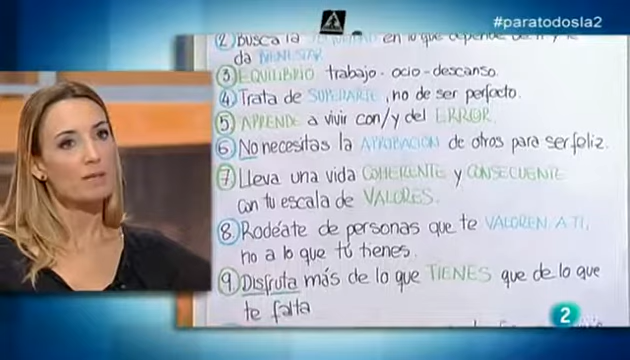 #paratodosla2
② Busca la en lo que depende de ti y te
da BIENESTAR
③ EQUILIBRIO trabajo - ocio - descanso.
④ Trata de SUPERARTE, no de ser perfecto.
⑤ APRENDE a vivir con/y del ERROR.
⑥ No necesitas la APROBACIÓN de otros para ser feliz.
⑦ Lleva una vida COHERENTE y CONSECUENTE
con tu escala de VALORES.
⑧ Rodéate de personas que te VALOREN A TI,
no a lo que tú tienes.
⑨ Disfruta más de lo que TIENES que de lo que
te falta
2